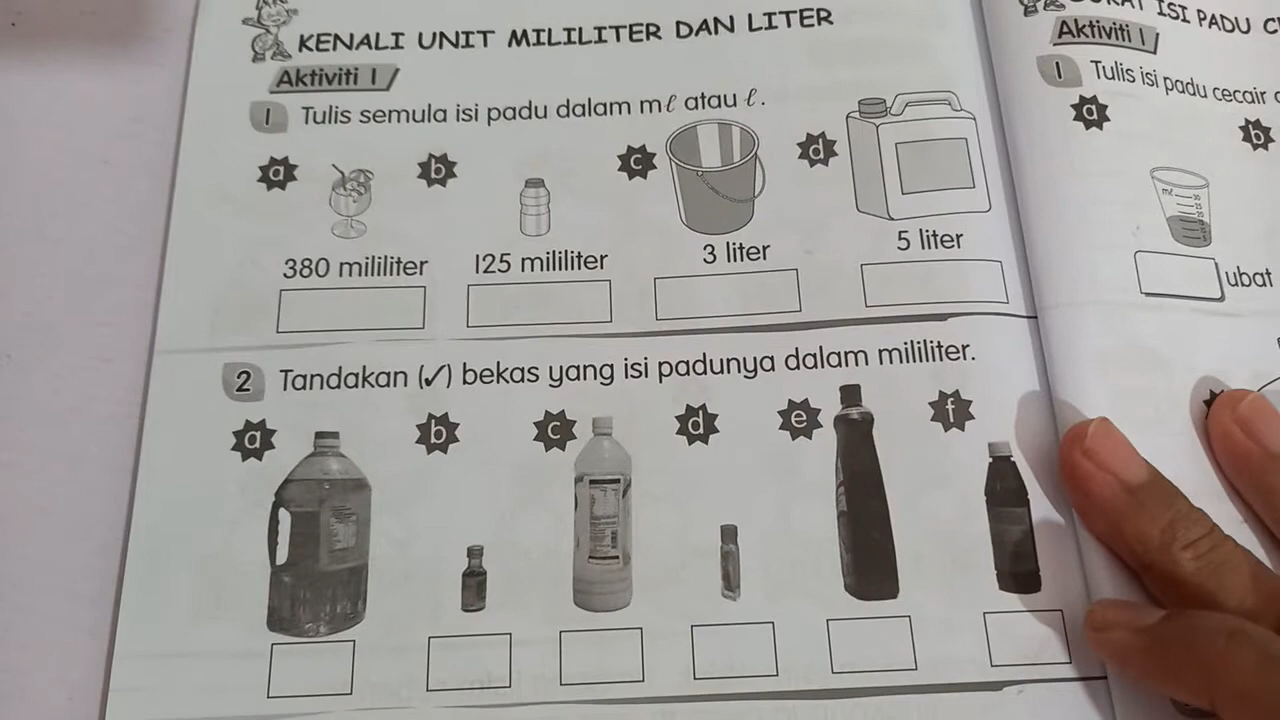 KENALI UNIT MILILITER DAN LITER
Aktiviti 1
1 Tulis semula isi padu dalam mℓ atau ℓ.
a b c d
380 mililiter 125 mililiter 3 liter 5 liter
2 Tandakan (✓) bekas yang isi padunya dalam mililiter.
a b c d e f
ISI PADU
Aktiviti 1
1 Tulis isi padu cecair
a b
mℓ
ubat